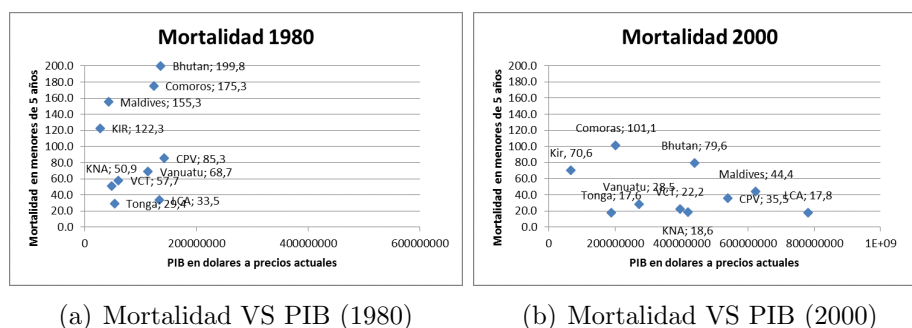 Mortalidad 1980
Mortalidad en menores de 5 años
200.0
180.0
160.0
140.0
120.0
100.0
80.0
60.0
40.0
20.0
0.0
Bhutan; 199,8
Comoros; 175,3
Maldives; 155,3
KIR; 122,3
CPV; 85,3
KNA; 50,9
Vanuatu; 68,7
VCT; 57,7
Tonga; 29,4
LCA; 33,5
0
200000000
400000000
600000000
PIB en dolares a precios actuales
(a) Mortalidad VS PIB (1980)
Mortalidad 2000
Mortalidad en menores de 5 años
200.0
180.0
160.0
140.0
120.0
100.0
80.0
60.0
40.0
20.0
0.0
Comoras; 101,1
Kir; 70,6
Bhutan; 79,6
Maldives; 44,4
Vanuatu; 28,5
Tonga; 17,6
VCT; 22,2
CPV; 35,5
LCA; 17,8
KNA; 18,6
0
200000000
400000000
600000000
800000000
1E+09
PIB en dolares a precios actuales
(b) Mortalidad VS PIB (2000)